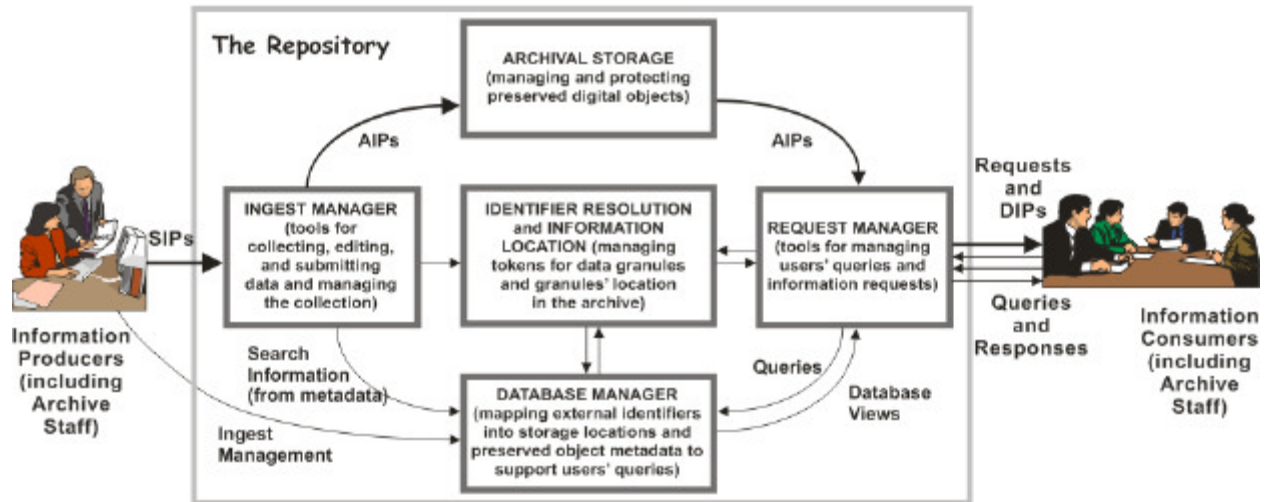 The Repository
ARCHIVAL STORAGE
(managing and protecting
preserved digital objects)
AIPs
AIPs
SIPs
INGEST MANAGER
(tools for
collecting, editing,
and submitting
data and managing
the collection)
IDENTIFIER RESOLUTION
and INFORMATION
LOCATION (managing
tokens for data granules
and granules' location
in the archive)
REQUEST MANAGER
(tools for managing
users' queries and
information requests)
Requests
and
DIPs
Queries
and
Responses
Information
Producers
(including
Archive
Staff)
Information
Consumers
(including
Archive
Staff)
Search
Information
(from metadata)
Ingest
Management
DATABASE MANAGER
(mapping external identifiers
into storage locations and
preserved object metadata to
support users' queries)
Queries
Database
Views